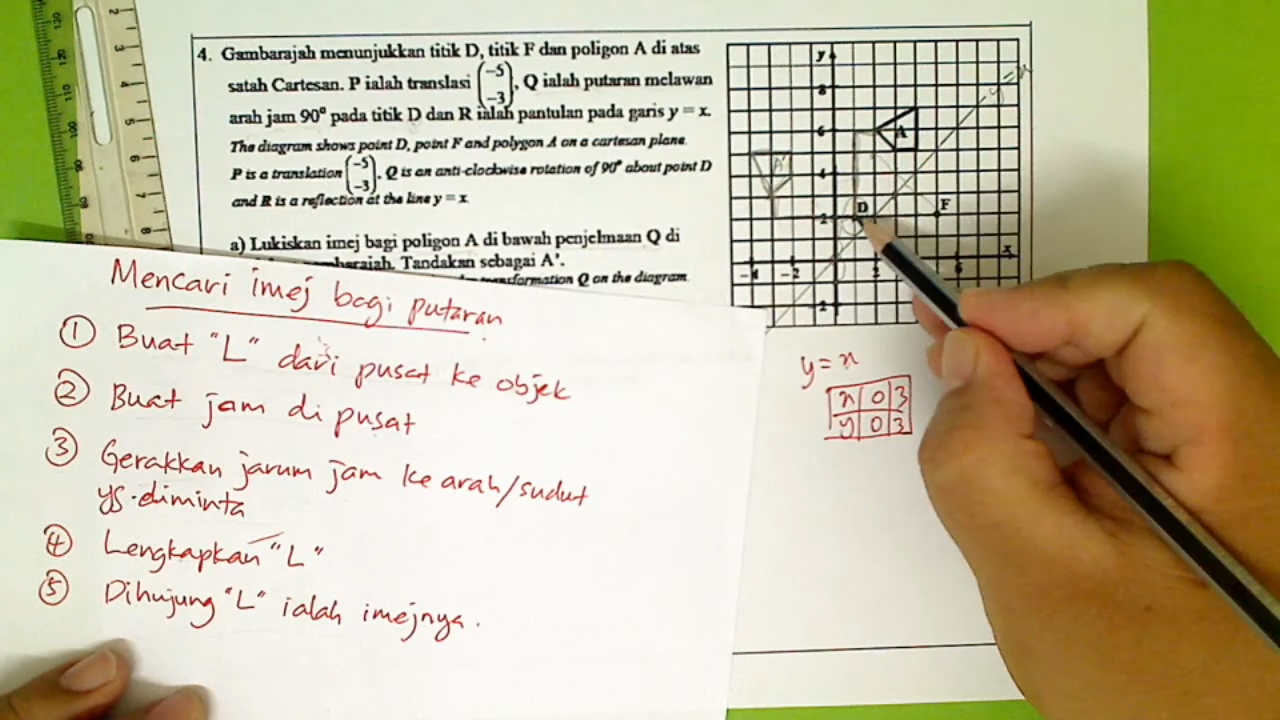 4. Gambarajah menunjukkan titik D, titik F dan poligon A di atas
satah Cartesan. P ialah translasi (-5 -3), Q ialah putaran melawan
arah jam 90° pada titik D dan R ialah pantulan pada garis y = x.
The diagram shows point D, point F and polygon A on a cartesan plane.
P is a translation (-5 -3), Q is an anti-clockwise rotation of 90° about point D
and R is a reflection at the line y = x
a) Lukiskan imej bagi poligon A di bawah penjelmaan Q di
Tandakan sebagai A'.
transformation Q on the diagram.
Mencari imej bagi putaran
① Buat "L" dari pusat ke objek
② Buat jam di pusat
③ Gerakkan jarum jam ke arah/sudut
yg diminta
④ Lengkapkan "L"
⑤ Dihujung "L" ialah imejnya.
y
8
6
A
A'
4
D
F
2
x
-4 -2 2 6
y = x
x 0 3
y 0 3